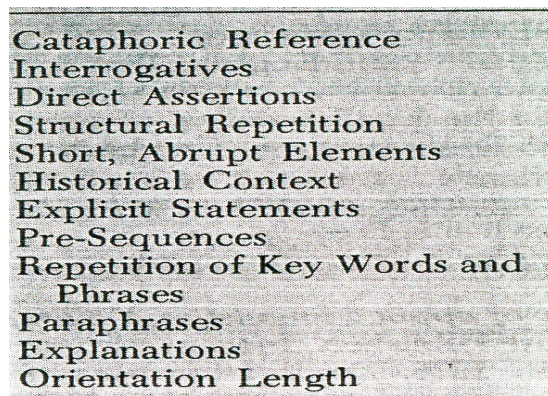 Cataphoric Reference
Interrogatives
Direct Assertions
Structural Repetition
Short, Abrupt Elements
Historical Context
Explicit Statements
Pre-Sequences
Repetition of Key Words and
Phrases
Paraphrases
Explanations
Orientation Length